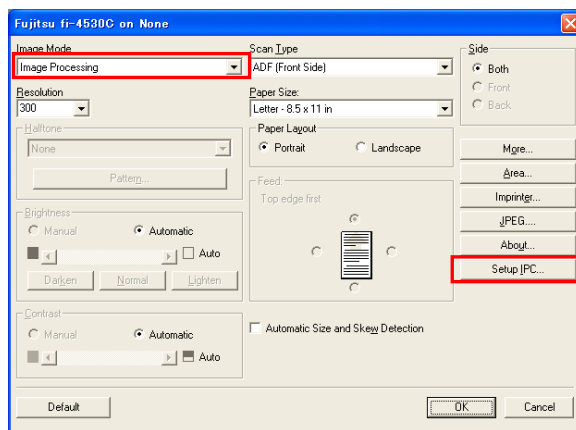 Fujitsu fi-4530C on None
Image Mode
Image Processing
Scan Type
ADF (Front Side)
Side
Both
Front
Back
Resolution
300
Paper Size:
Letter - 8.5 x 11 in
Halftone
None
Pattern...
Paper Layout
Portrait
Landscape
More...
Area...
Imprinter...
JPEG....
About...
Setup IPC...
Feed:
Top edge first
Brightness
Manual
Automatic
Auto
Darken
Normal
Lighten
Contrast
Manual
Automatic
Auto
Automatic Size and Skew Detection
Default
OK
Cancel